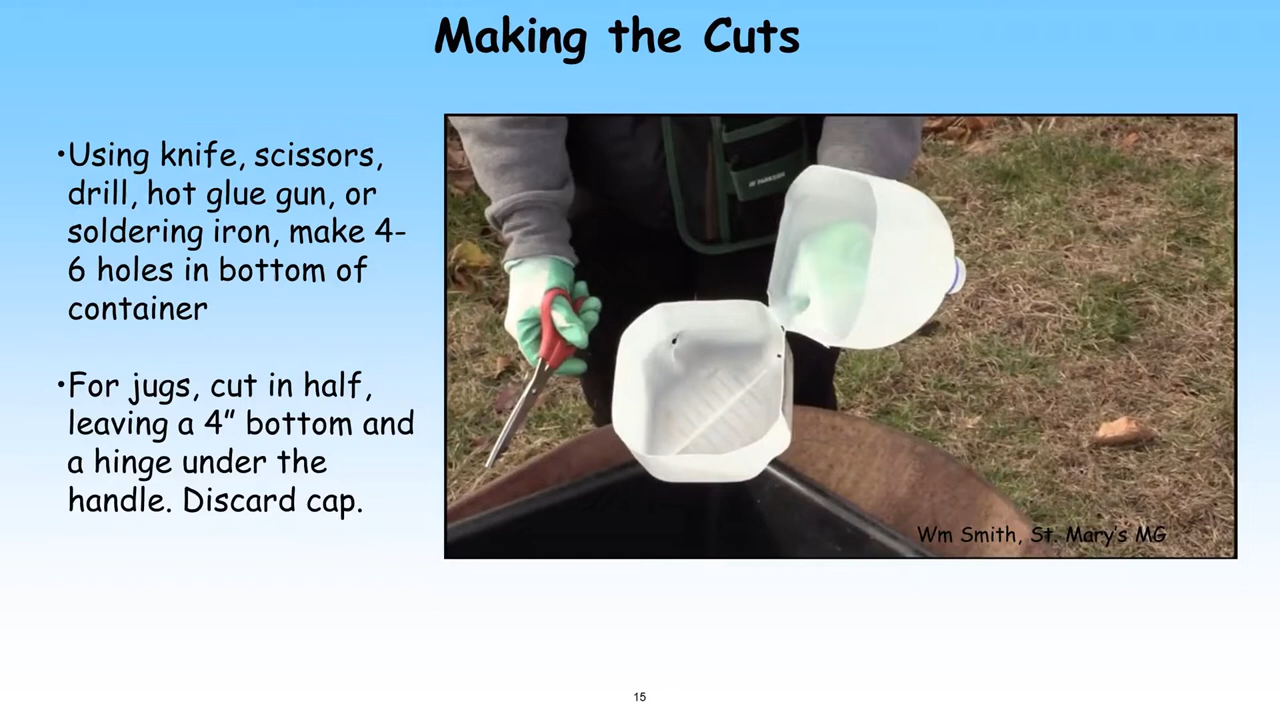 Making the Cuts
•Using knife, scissors,
drill, hot glue gun, or
soldering iron, make 4-
6 holes in bottom of
container
•For jugs, cut in half,
leaving a 4” bottom and
a hinge under the
handle. Discard cap.
PARKSIDE
Wm Smith, St. Mary’s MG
15